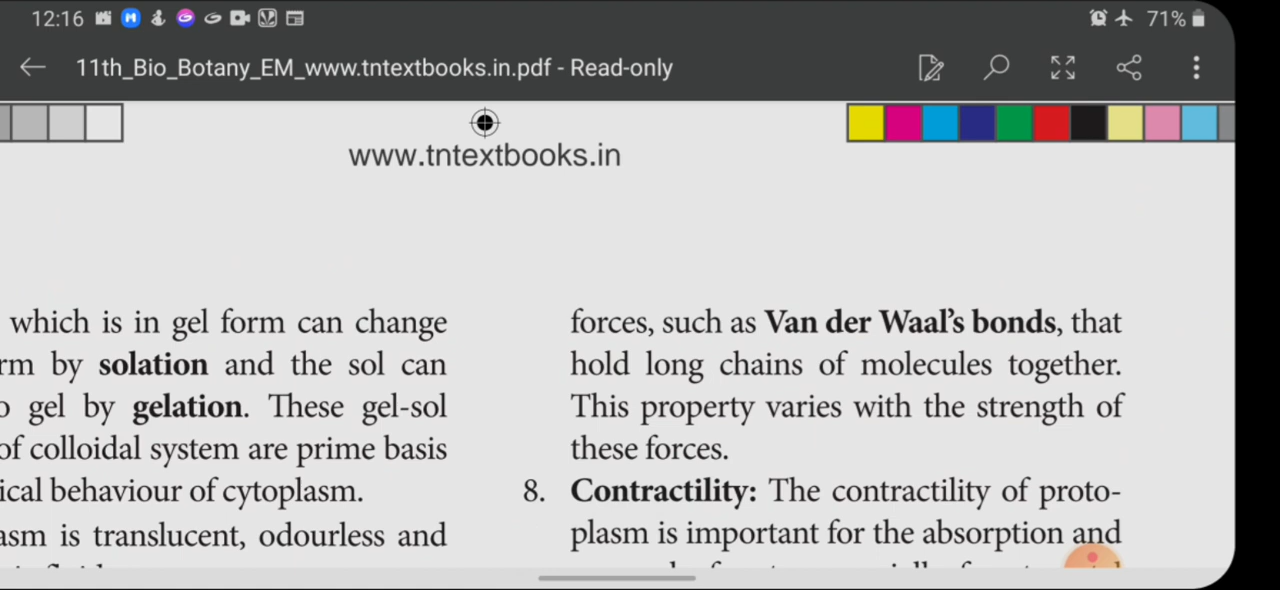 12:16
71%
11th_Bio_Botany_EM_www.tntextbooks.in.pdf - Read-only
www.tntextbooks.in
which is in gel form can change
rm by solation and the sol can
o gel by gelation. These gel-sol
of colloidal system are prime basis
ical behaviour of cytoplasm.
asm is translucent, odourless and
forces, such as Van der Waal's bonds, that
hold long chains of molecules together.
This property varies with the strength of
these forces.
8. Contractility: The contractility of proto-
plasm is important for the absorption and